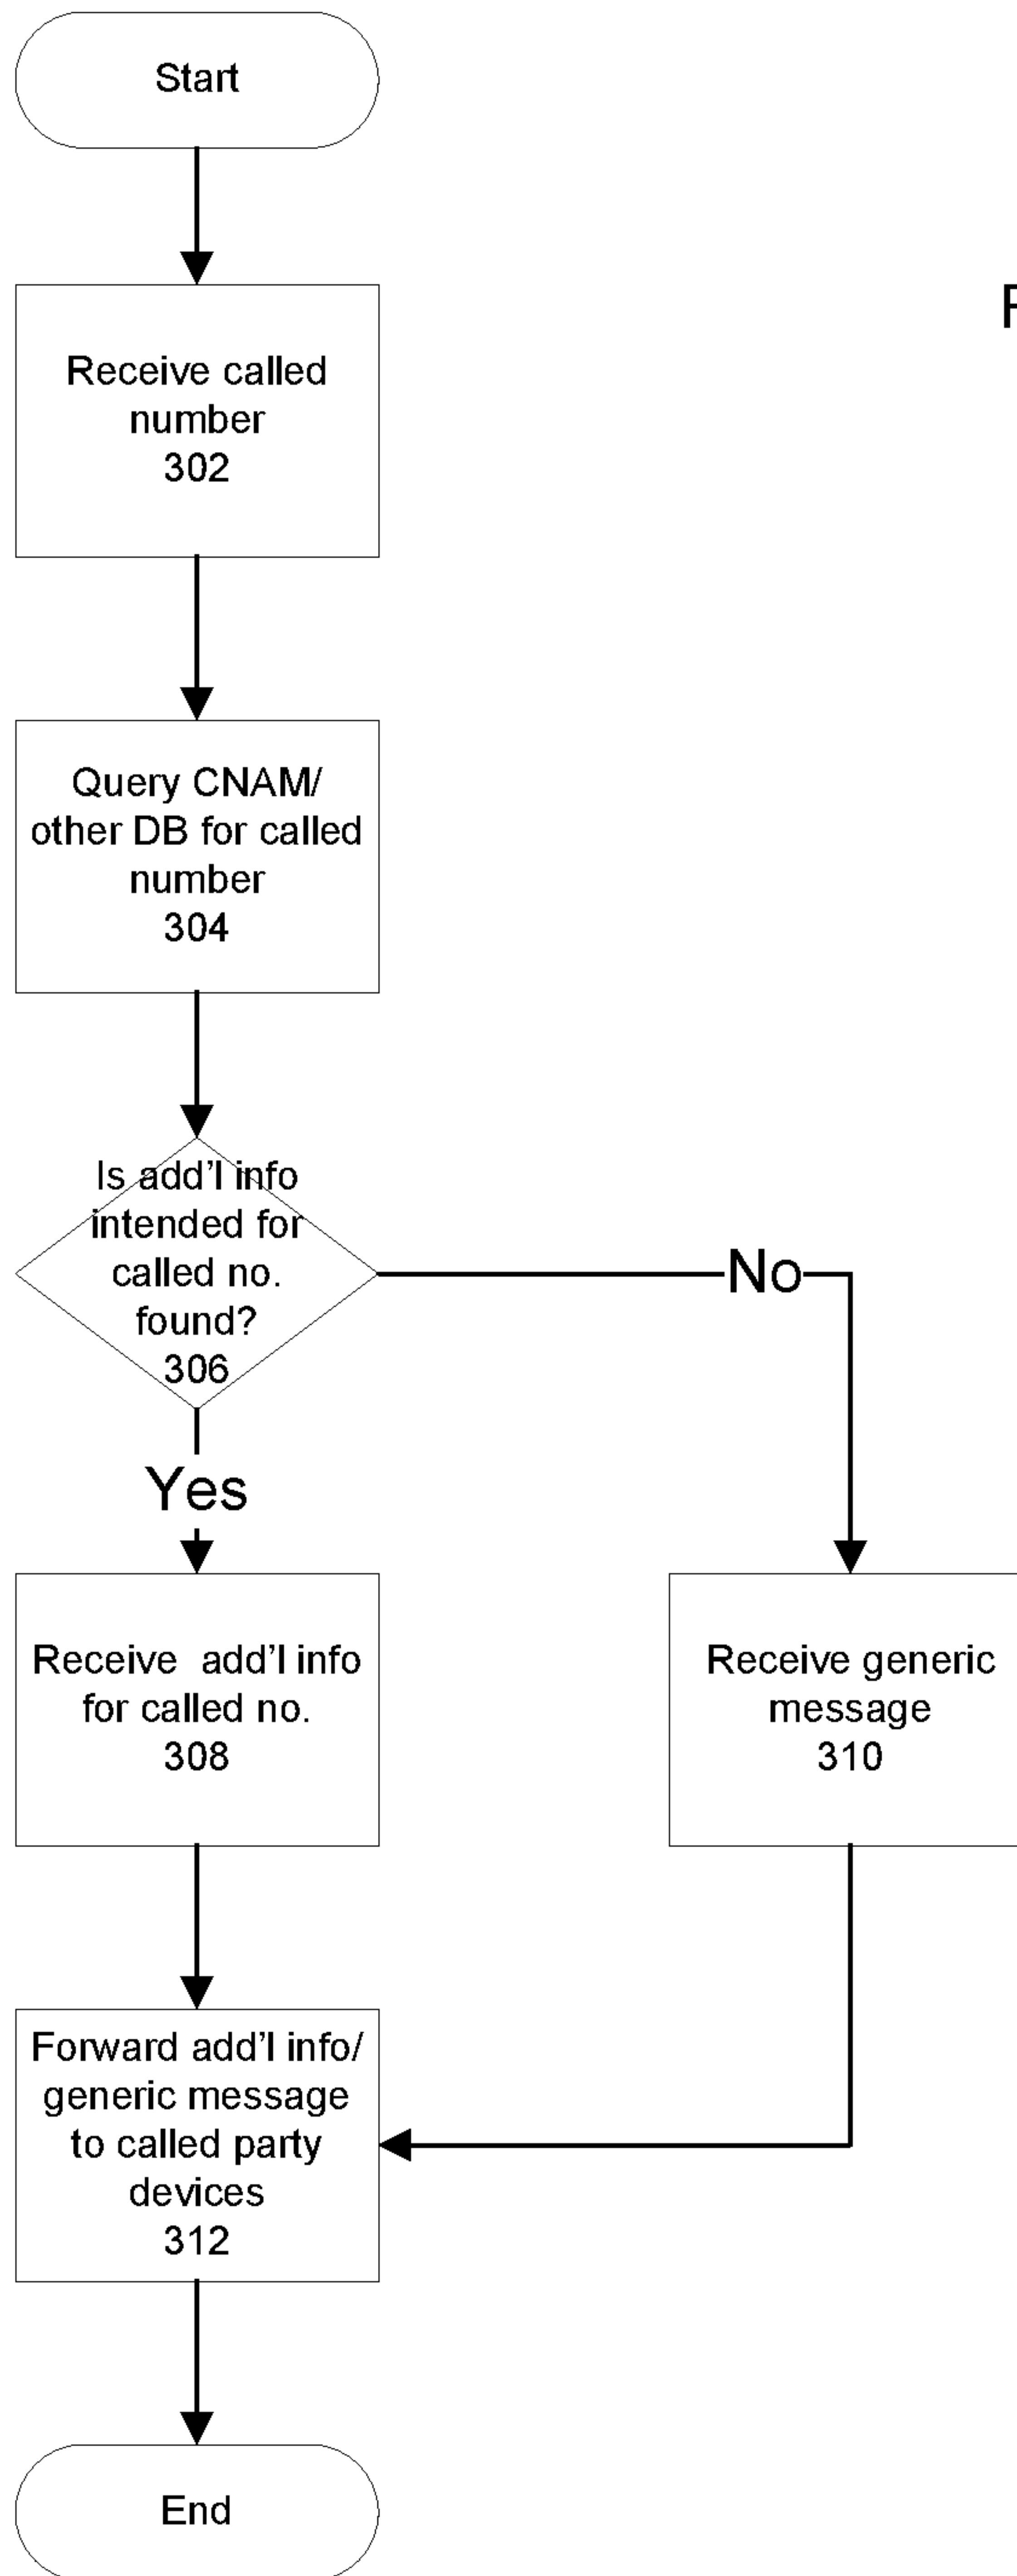 Start
Receive called
number
302
Query CNAM/
other DB for called
number
304
Is add'l info
intended for
called no.
found?
306
No
Yes
Receive  add'l info
for called no.
308
Receive generic
message
310
Forward add'l info/
generic message
to called party
devices
312
End